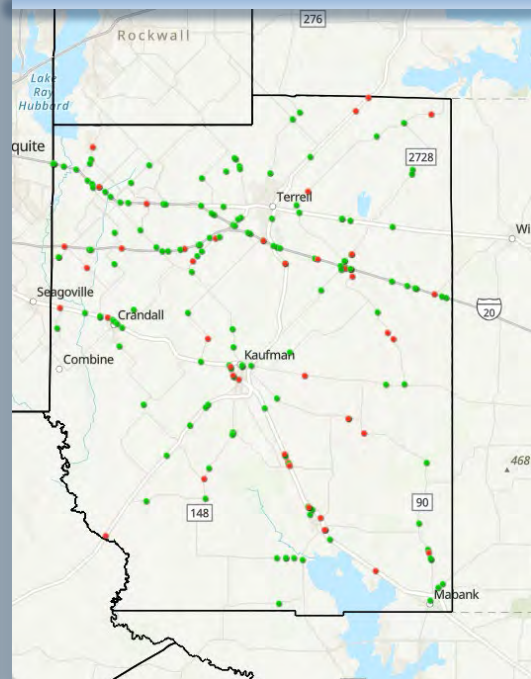 276
Rockwall
Lake
Ray
Hubbard
quite
2728
Terrell
Wi
Seagoville
Crandall
20
Combine
Kaufman
468
90
148
Mabank